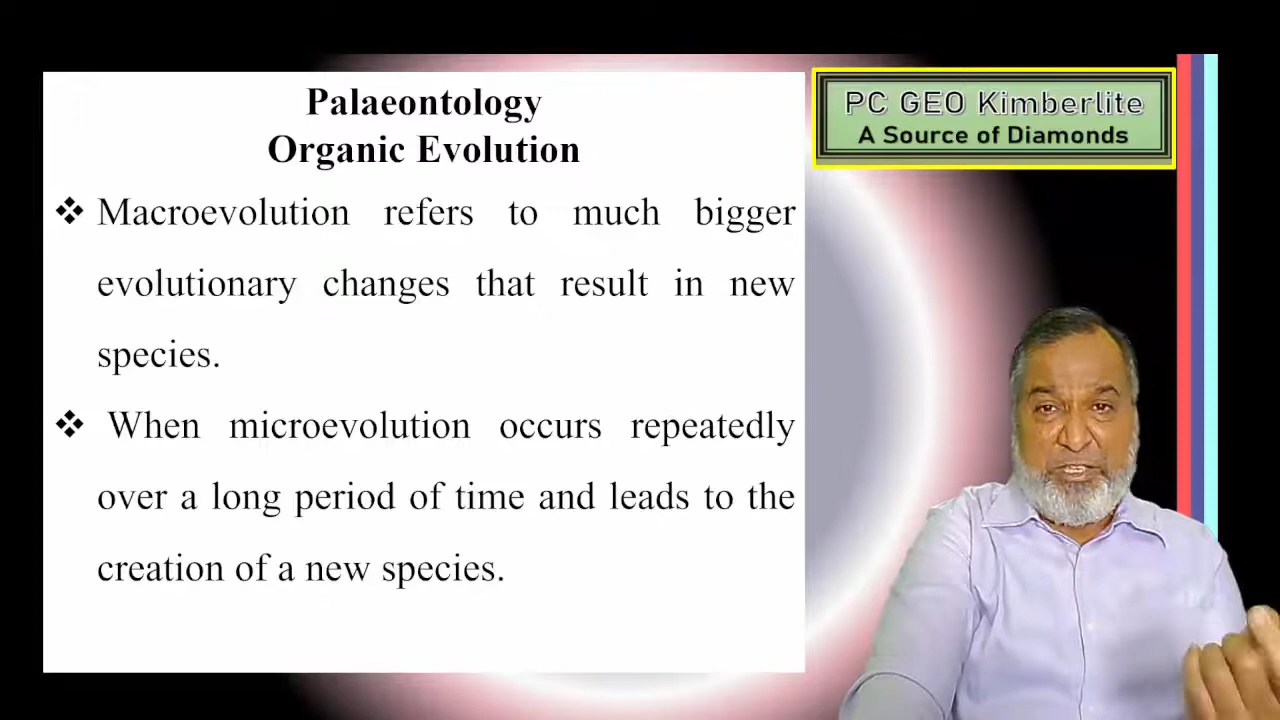 Palaeontology
Organic Evolution
❖ Macroevolution refers to much bigger
evolutionary changes that result in new
species.
❖ When microevolution occurs repeatedly
over a long period of time and leads to the
creation of a new species.
PC GEO Kimberlite
A Source of Diamonds